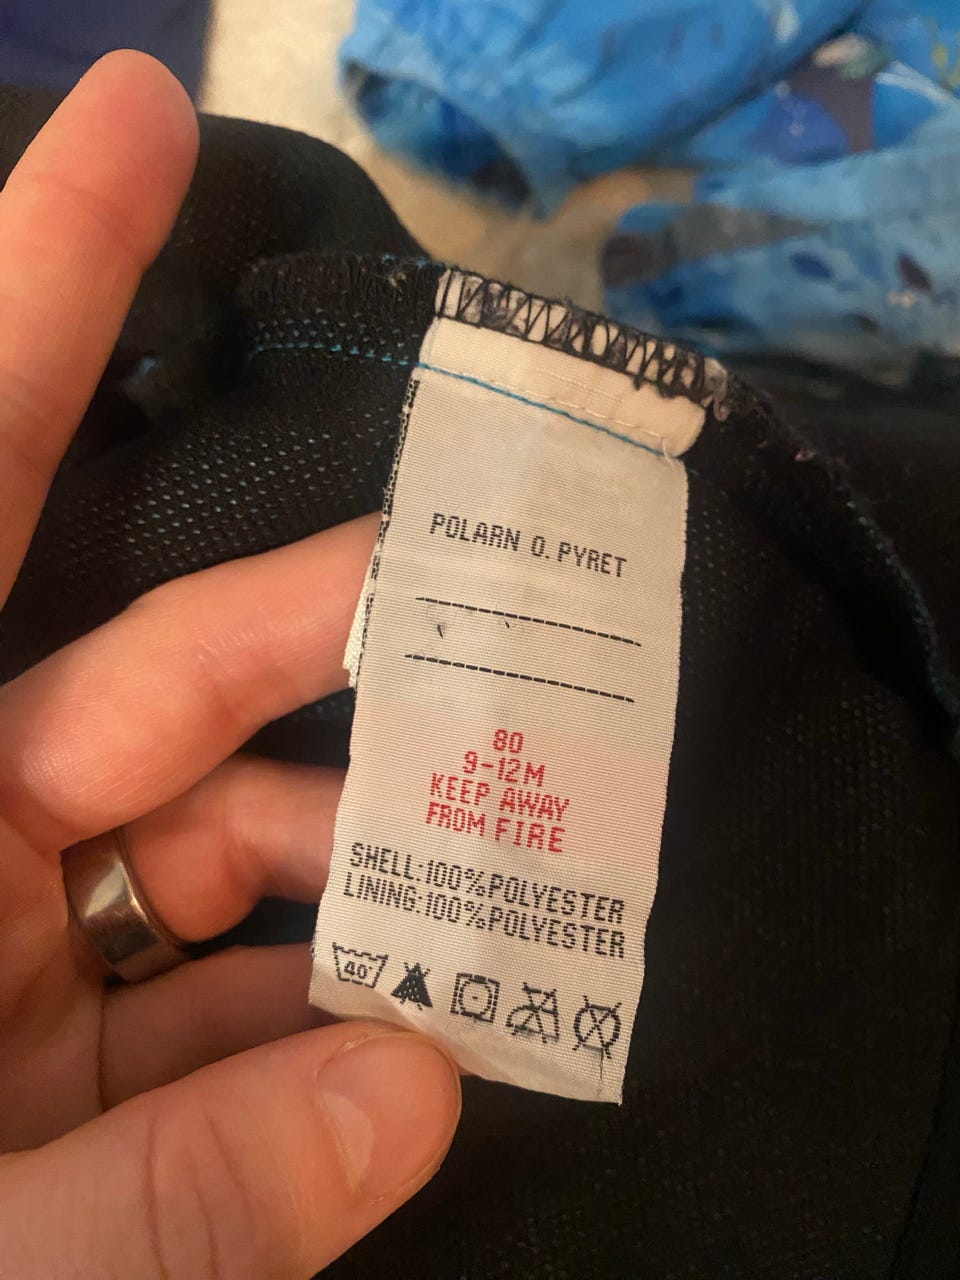 POLARN O. PYRET
80
9-12M
KEEP AWAY
FROM FIRE
SHELL:100%POLYESTER
LINING:100%POLYESTER
40°